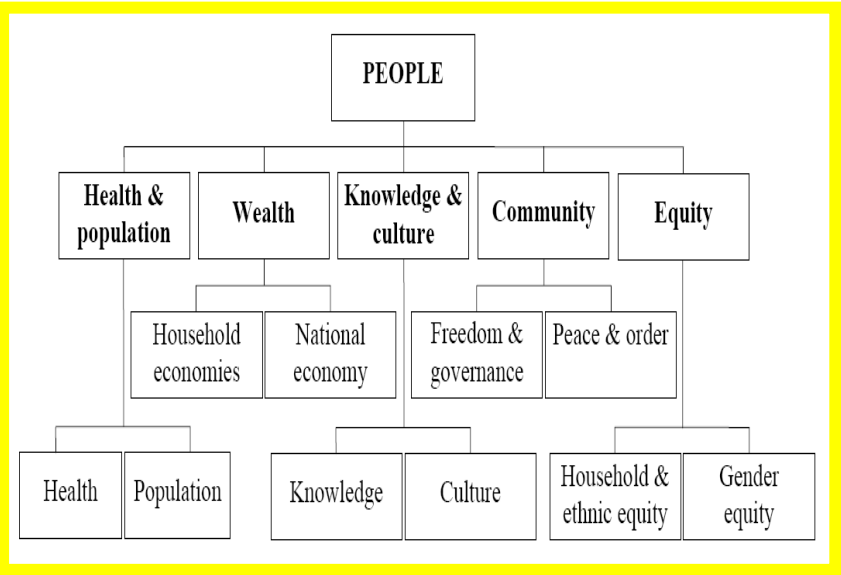 PEOPLE
Health &
population
Wealth
Knowledge &
culture
Community
Equity
Household
economies
National
economy
Freedom &
governance
Peace & order
Health
Population
Knowledge
Culture
Household &
ethnic equity
Gender
equity